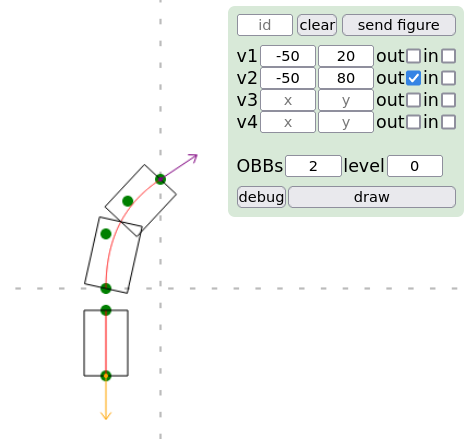 id clear send figure
v1 -50 20 out in
v2 -50 80 out in
v3 x y out in
v4 x y out in
OBBs 2 level 0
debug draw